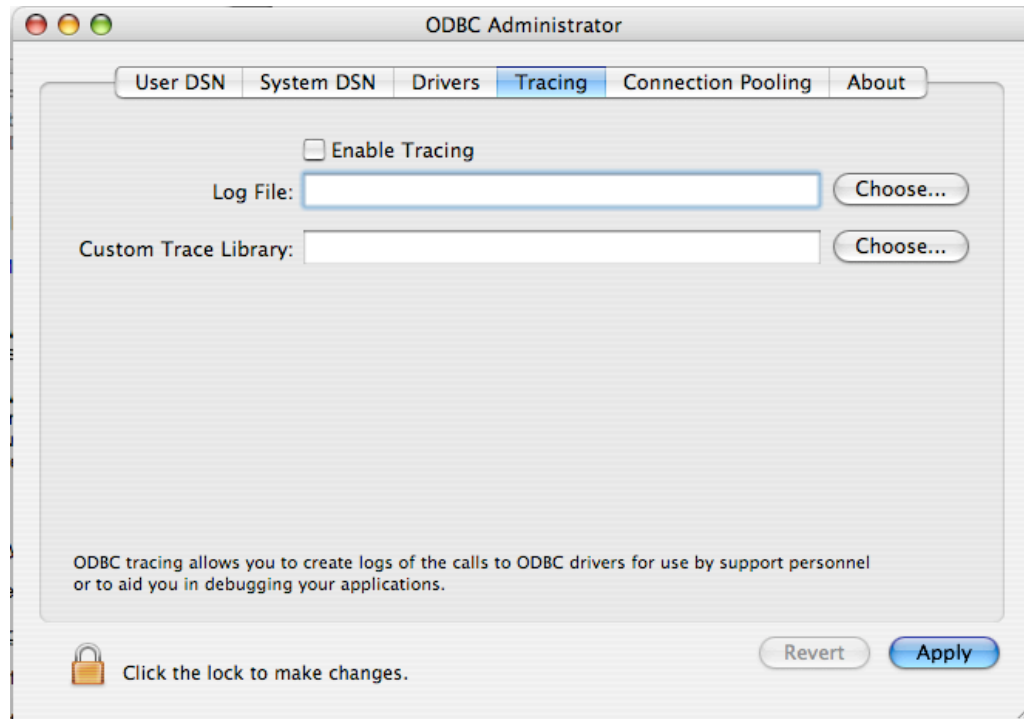 ODBC Administrator
User DSN System DSN Drivers Tracing Connection Pooling About
Enable Tracing
Log File: Choose...
Custom Trace Library: Choose...
ODBC tracing allows you to create logs of the calls to ODBC drivers for use by support personnel
or to aid you in debugging your applications.
Click the lock to make changes.
Revert Apply